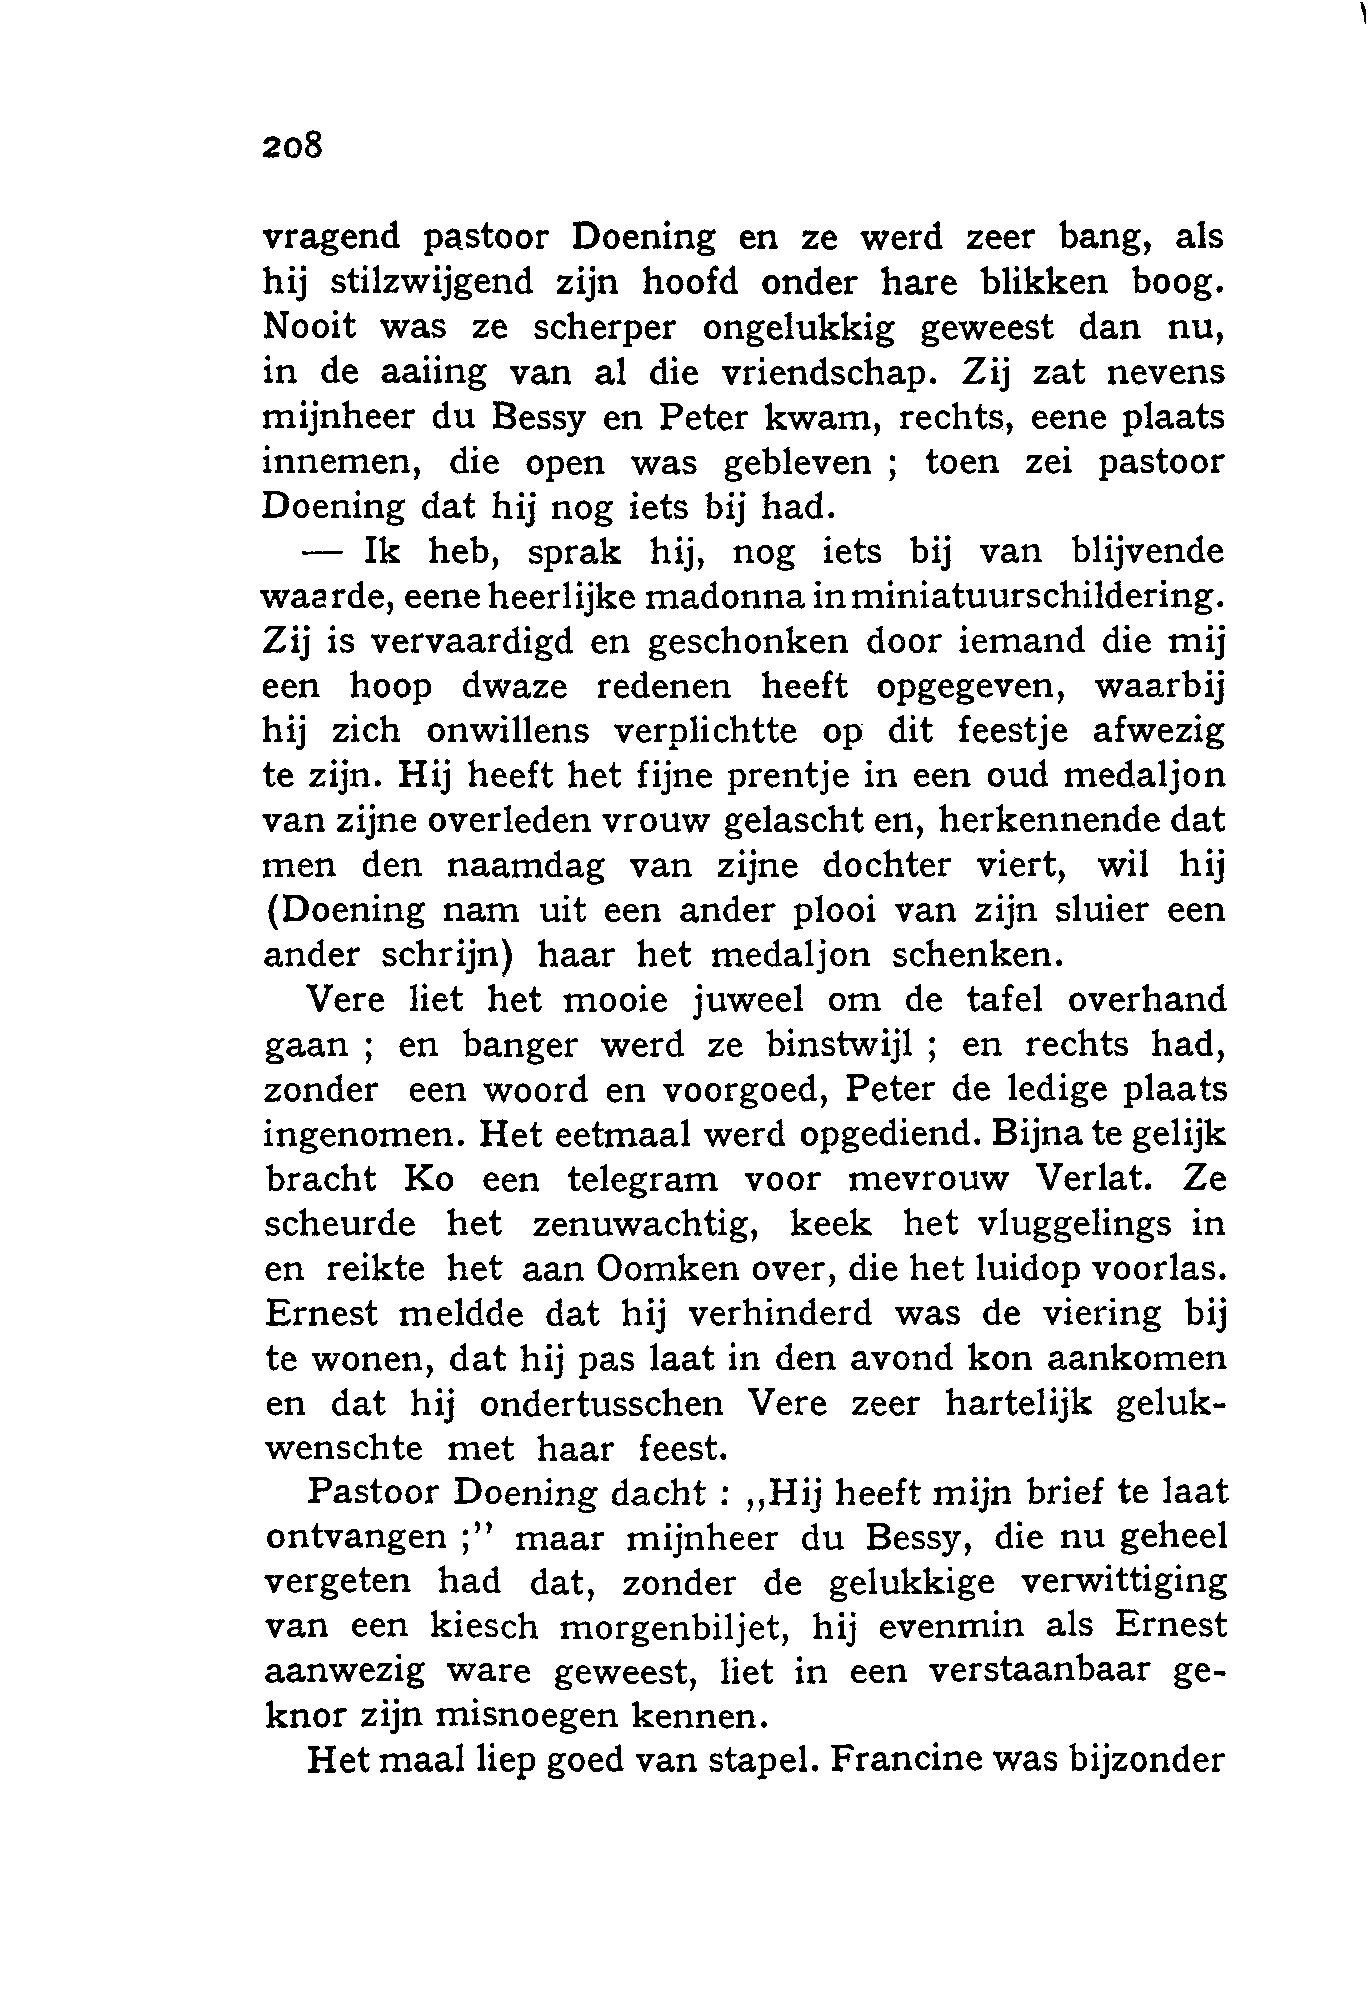 208
vragend pastoor Doening en ze werd zeer bang, als
hij stilzwijgend zijn hoofd onder hare blikken boog.
Nooit was ze scherper ongelukkig geweest dan nu,
in de aaiing van al die vriendschap. Zij zat nevens
mijnheer du Bessy en Peter kwam, rechts, eene plaats
innemen, die open was gebleven ; toen zei pastoor
Doening dat hij nog iets bij had.
— Ik heb, sprak hij, nog iets bij van blijvende
waarde, eene heerlijke madonna in miniatuurschildering.
Zij is vervaardigd en geschonken door iemand die mij
een hoop dwaze redenen heeft opgegeven, waarbij
hij zich onwillens verplichtte op dit feestje afwezig
te zijn. Hij heeft het fijne prentje in een oud medaljon
van zijne overleden vrouw gelascht en, herkennende dat
men den naamdag van zijne dochter viert, wil hij
(Doening nam uit een ander plooi van zijn sluier een
ander schrijn) haar het medaljon schenken.
Vere liet het mooie juweel om de tafel overhand
gaan ; en banger werd ze binstwijl ; en rechts had,
zonder een woord en voorgoed, Peter de ledige plaats
ingenomen. Het eetmaal werd opgediend. Bijna te gelijk
bracht Ko een telegram voor mevrouw Verlat. Ze
scheurde het zenuwachtig, keek het vluggelings in
en reikte het aan Oomken over, die het luidop voorlas.
Ernest meldde dat hij verhinderd was de viering bij
te wonen, dat hij pas laat in den avond kon aankomen
en dat hij ondertusschen Vere zeer hartelijk geluk-
wenschte met haar feest.
Pastoor Doening dacht : „Hij heeft mijn brief te laat
ontvangen ;” maar mijnheer du Bessy, die nu geheel
vergeten had dat, zonder de gelukkige verwittiging
van een kiesch morgenbiljet, hij evenmin als Ernest
aanwezig ware geweest, liet in een verstaanbaar ge-
knor zijn misnoegen kennen.
Het maal liep goed van stapel. Francine was bijzonder